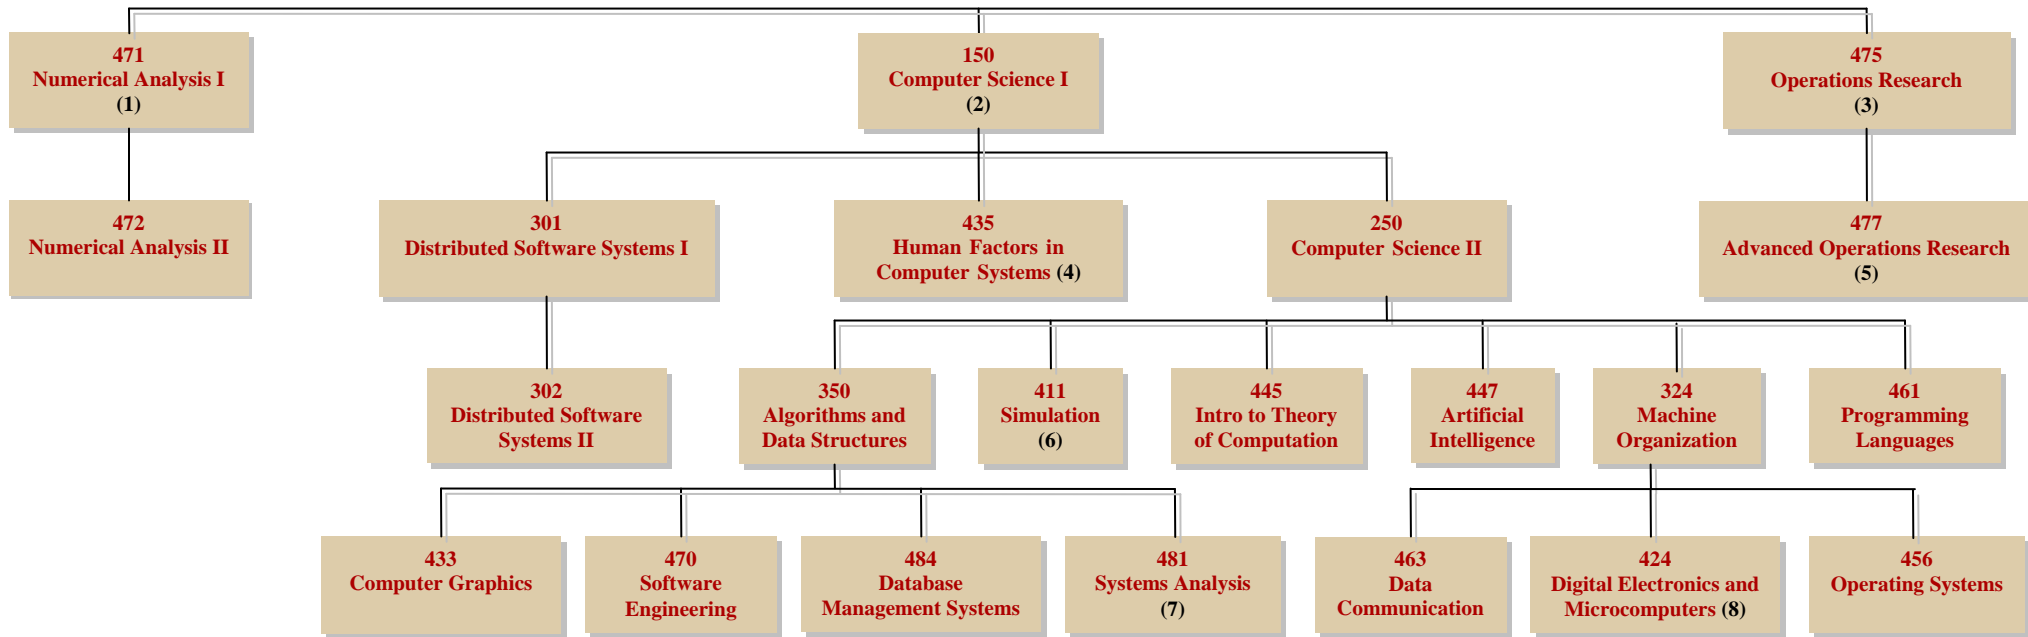 471
Numerical Analysis I
(1)
150
Computer Science I
(2)
475
Operations Research
(3)
472
Numerical Analysis II
301
Distributed Software Systems I
435
Human Factors in
Computer Systems (4)
250
Computer Science II
477
Advanced Operations Research
(5)
302
Distributed Software
Systems II
350
Algorithms and
Data Structures
411
Simulation
(6)
445
Intro to Theory
of Computation
447
Artificial
Intelligence
324
Machine
Organization
461
Programming
Languages
433
Computer Graphics
470
Software
Engineering
484
Database
Management Systems
481
Systems Analysis
(7)
463
Data
Communication
424
Digital Electronics and
Microcomputers (8)
456
Operating Systems